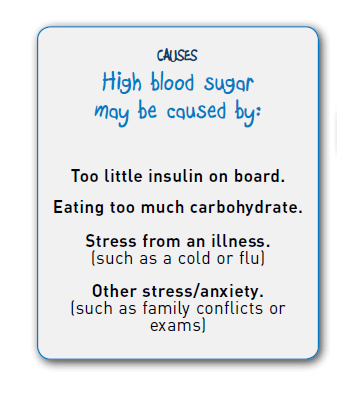 CAUSES
High blood sugar
may be caused by:
Too little insulin on board.
Eating too much carbohydrate.
Stress from an illness.
(such as a cold or flu)
Other stress/anxiety.
(such as family conflicts or
exams)